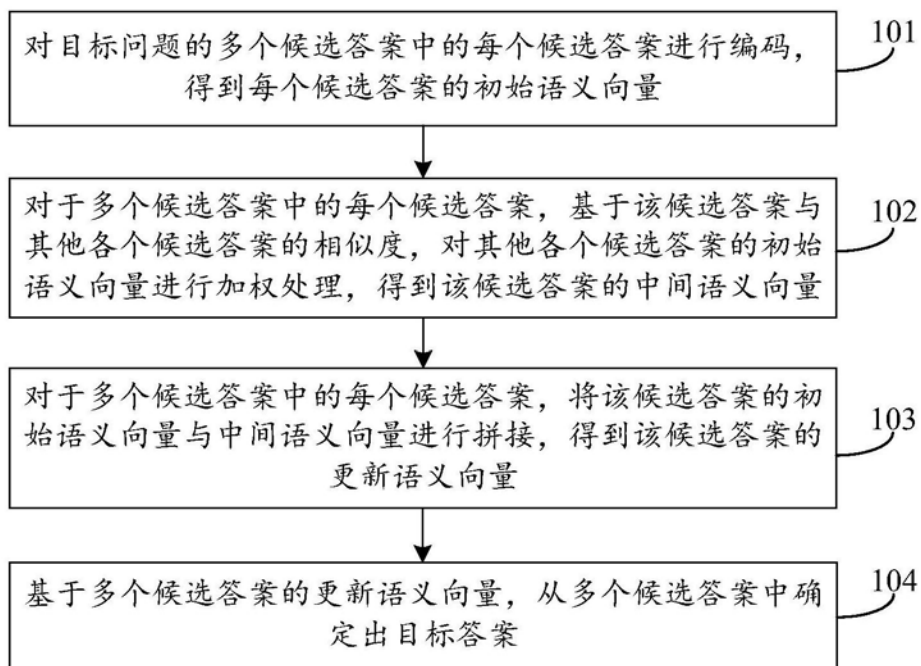 对目标问题的多个候选答案中的每个候选答案进行编码，
得到每个候选答案的初始语义向量
101
对于多个候选答案中的每个候选答案，基于该候选答案与
其他各个候选答案的相似度，对其他各个候选答案的初始
语义向量进行加权处理，得到该候选答案的中间语义向量
102
对于多个候选答案中的每个候选答案，将该候选答案的初
始语义向量与中间语义向量进行拼接，得到该候选答案的
更新语义向量
103
基于多个候选答案的更新语义向量，从多个候选答案中确
定出目标答案
104